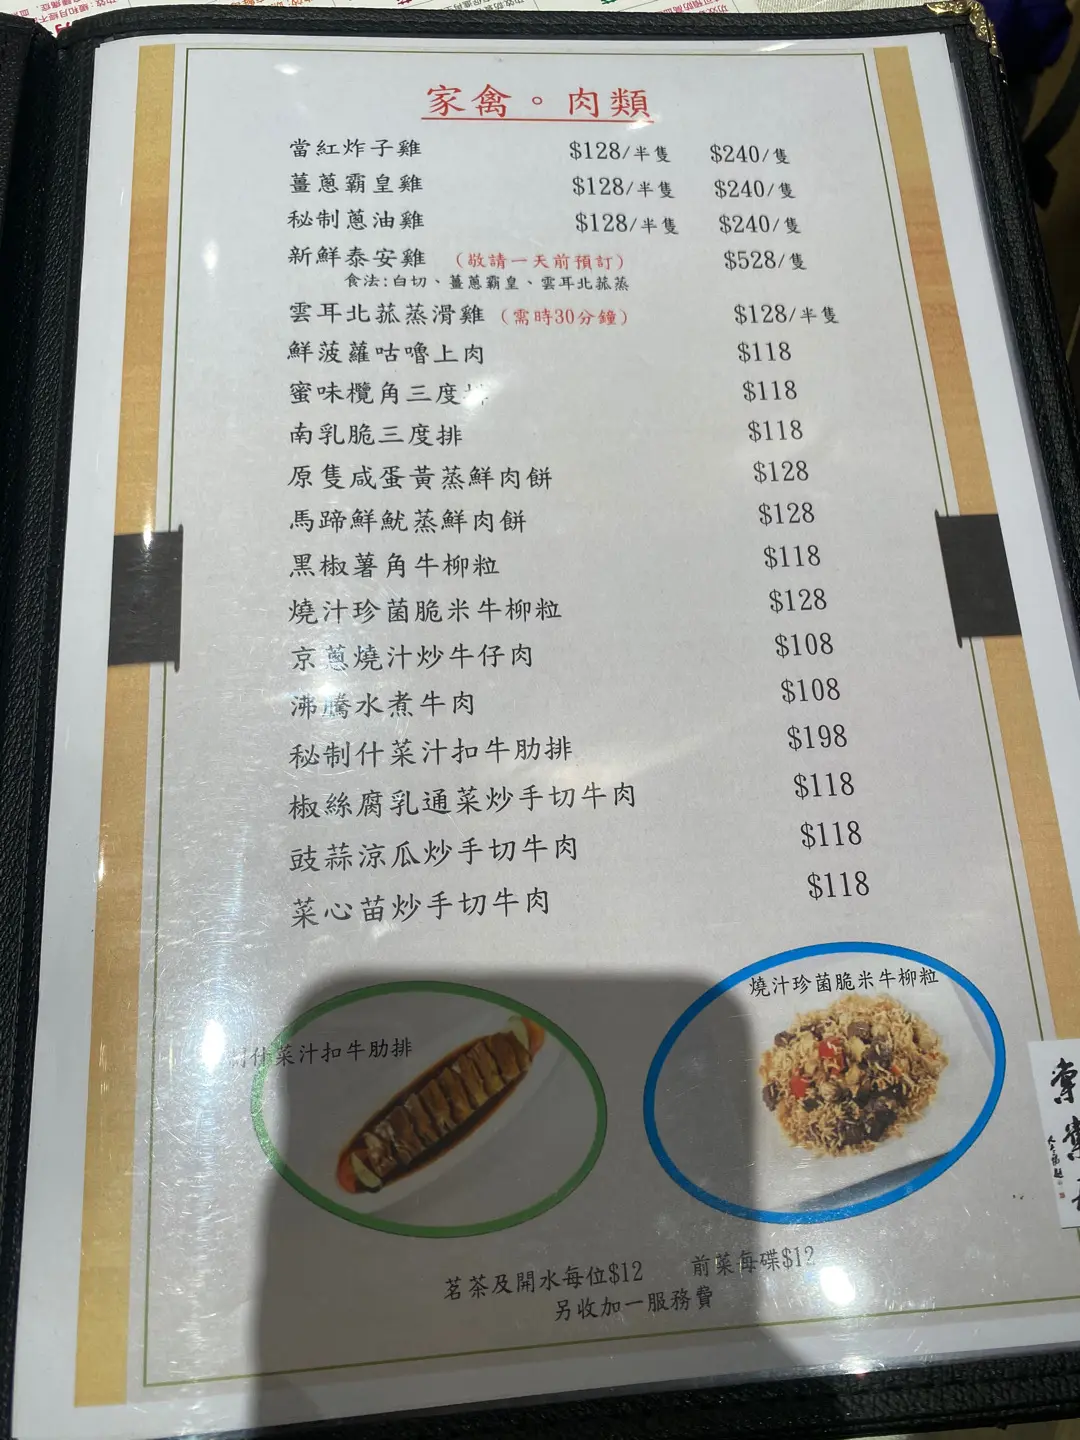 家禽。肉類
當紅炸子雞 $128/半隻 $240/隻
薑蔥霸皇雞 $128/半隻 $240/隻
秘制蔥油雞 $128/半隻 $240/隻
新鮮泰安雞 (敬請一天前預訂) $528/隻
食法:白切、薑蔥霸皇、雲耳北菰蒸
雲耳北菰蒸滑雞 (需時30分鐘) $128/半隻
鮮菠蘿咕嚕上肉 $118
蜜味欖角三度排 $118
南乳脆三度排 $118
原隻咸蛋黃蒸鮮肉餅 $128
馬蹄鮮魷蒸鮮肉餅 $128
黑椒薯角牛柳粒 $118
燒汁珍菌脆米牛柳粒 $128
京蔥燒汁炒牛仔肉 $108
沸騰水煮牛肉 $108
秘制什菜汁扣牛肋排 $198
椒絲腐乳通菜炒手切牛肉 $118
豉蒜涼瓜炒手切牛肉 $118
菜心苗炒手切牛肉 $118
燒汁珍菌脆米牛柳粒
制什菜汁扣牛肋排
茗茶及開水每位$12 前菜每碟$12
另收加一服務費